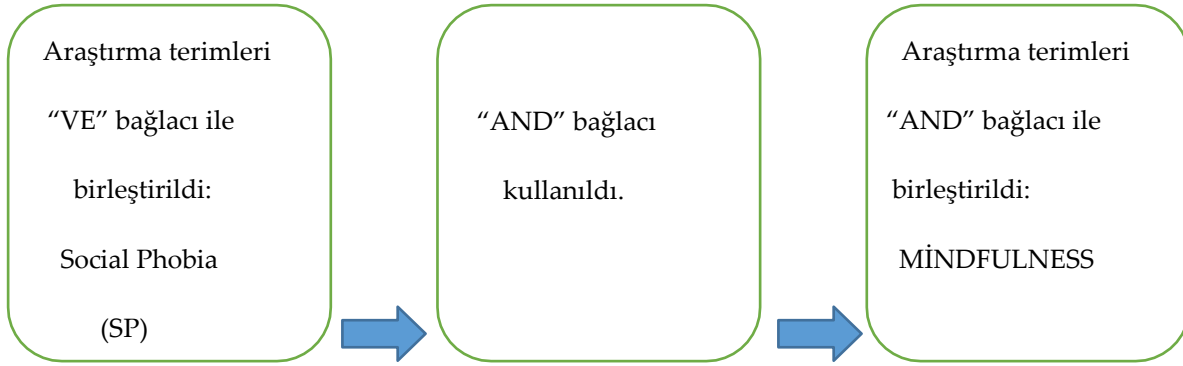 Araştırma terimleri
“VE” bağlacı ile
birleştirildi:
Social Phobia
(SP)
“AND” bağlacı
kullanıldı.
Araştırma terimleri
“AND” bağlacı ile
birleştirildi:
MİNDFULNESS